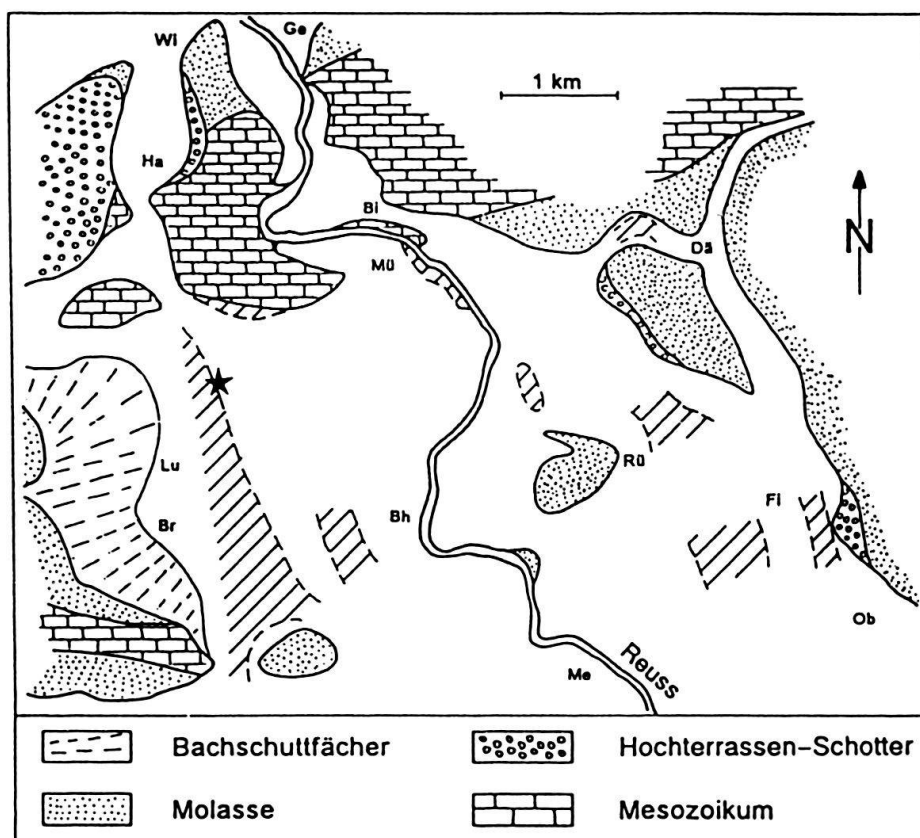 Wi
Ge
1 km
Ha
Bi
N
Dä
Mü
Lu
Rü
Br
Fi
Bh
Ob
Me
Reuss
Bachschuttfächer
Hochterrassen-Schotter
Molasse
Mesozoikum